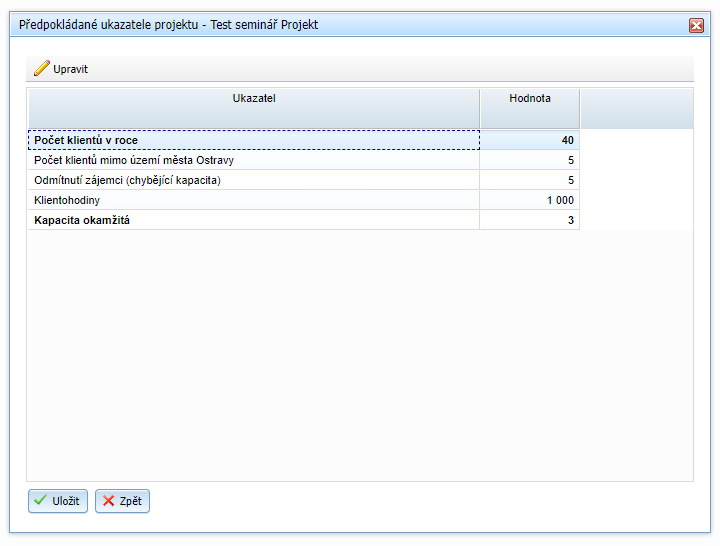 Předpokládané ukazatele projektu - Test seminář Projekt
Upravit
Ukazatel Hodnota
Počet klientů v roce 40
Počet klientů mimo území města Ostravy 5
Odmítnutí zájemci (chybějící kapacita) 5
Klientohodiny 1 000
Kapacita okamžitá 3
Uložit Zpět